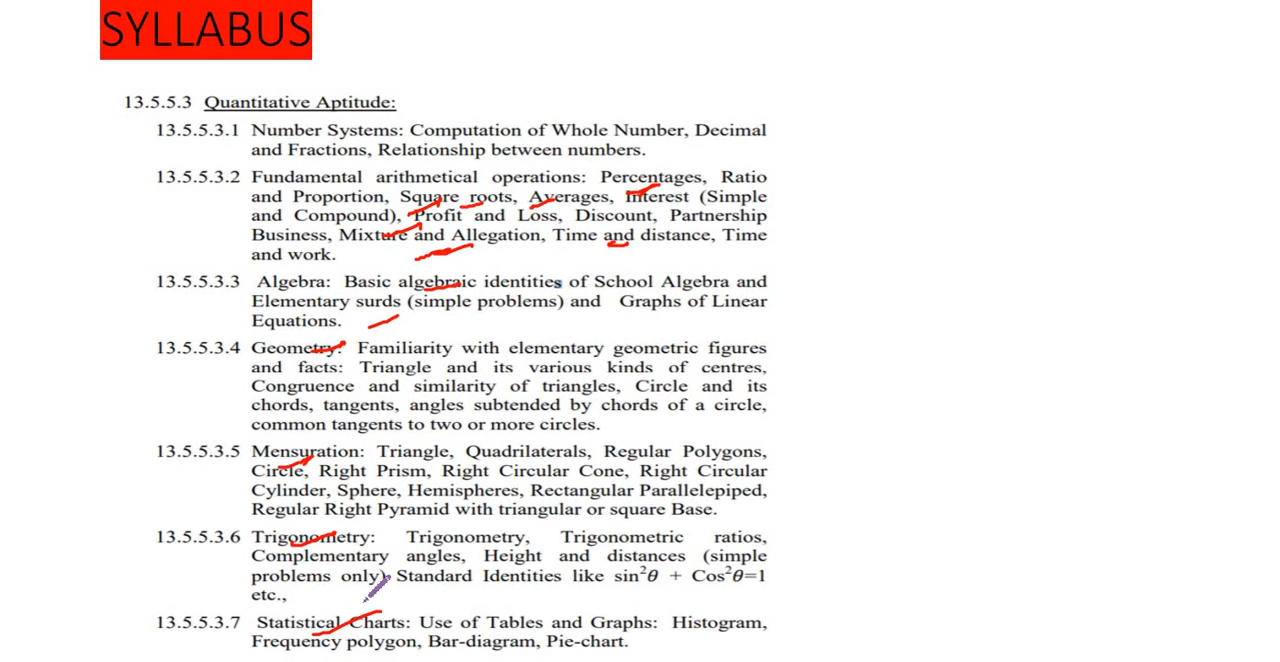 SYLLABUS
13.5.5.3 Quantitative Aptitude:
13.5.5.3.1 Number Systems: Computation of Whole Number, Decimal
and Fractions, Relationship between numbers.
13.5.5.3.2 Fundamental arithmetical operations: Percentages, Ratio
and Proportion, Square roots, Averages, Interest (Simple
and Compound), Profit and Loss, Discount, Partnership
Business, Mixture and Allegation, Time and distance, Time
and work.
13.5.5.3.3 Algebra: Basic algebraic identities of School Algebra and
Elementary surds (simple problems) and Graphs of Linear
Equations.
13.5.5.3.4 Geometry: Familiarity with elementary geometric figures
and facts: Triangle and its various kinds of centres,
Congruence and similarity of triangles, Circle and its
chords, tangents, angles subtended by chords of a circle,
common tangents to two or more circles.
13.5.5.3.5 Mensuration: Triangle, Quadrilaterals, Regular Polygons,
Circle, Right Prism, Right Circular Cone, Right Circular
Cylinder, Sphere, Hemispheres, Rectangular Parallelepiped,
Regular Right Pyramid with triangular or square Base.
13.5.5.3.6 Trigonometry: Trigonometry, Trigonometric ratios,
Complementary angles, Height and distances (simple
problems only) Standard Identities like sin²θ + Cos²θ=1
etc.,
13.5.5.3.7 Statistical Charts: Use of Tables and Graphs: Histogram,
Frequency polygon, Bar-diagram, Pie-chart.